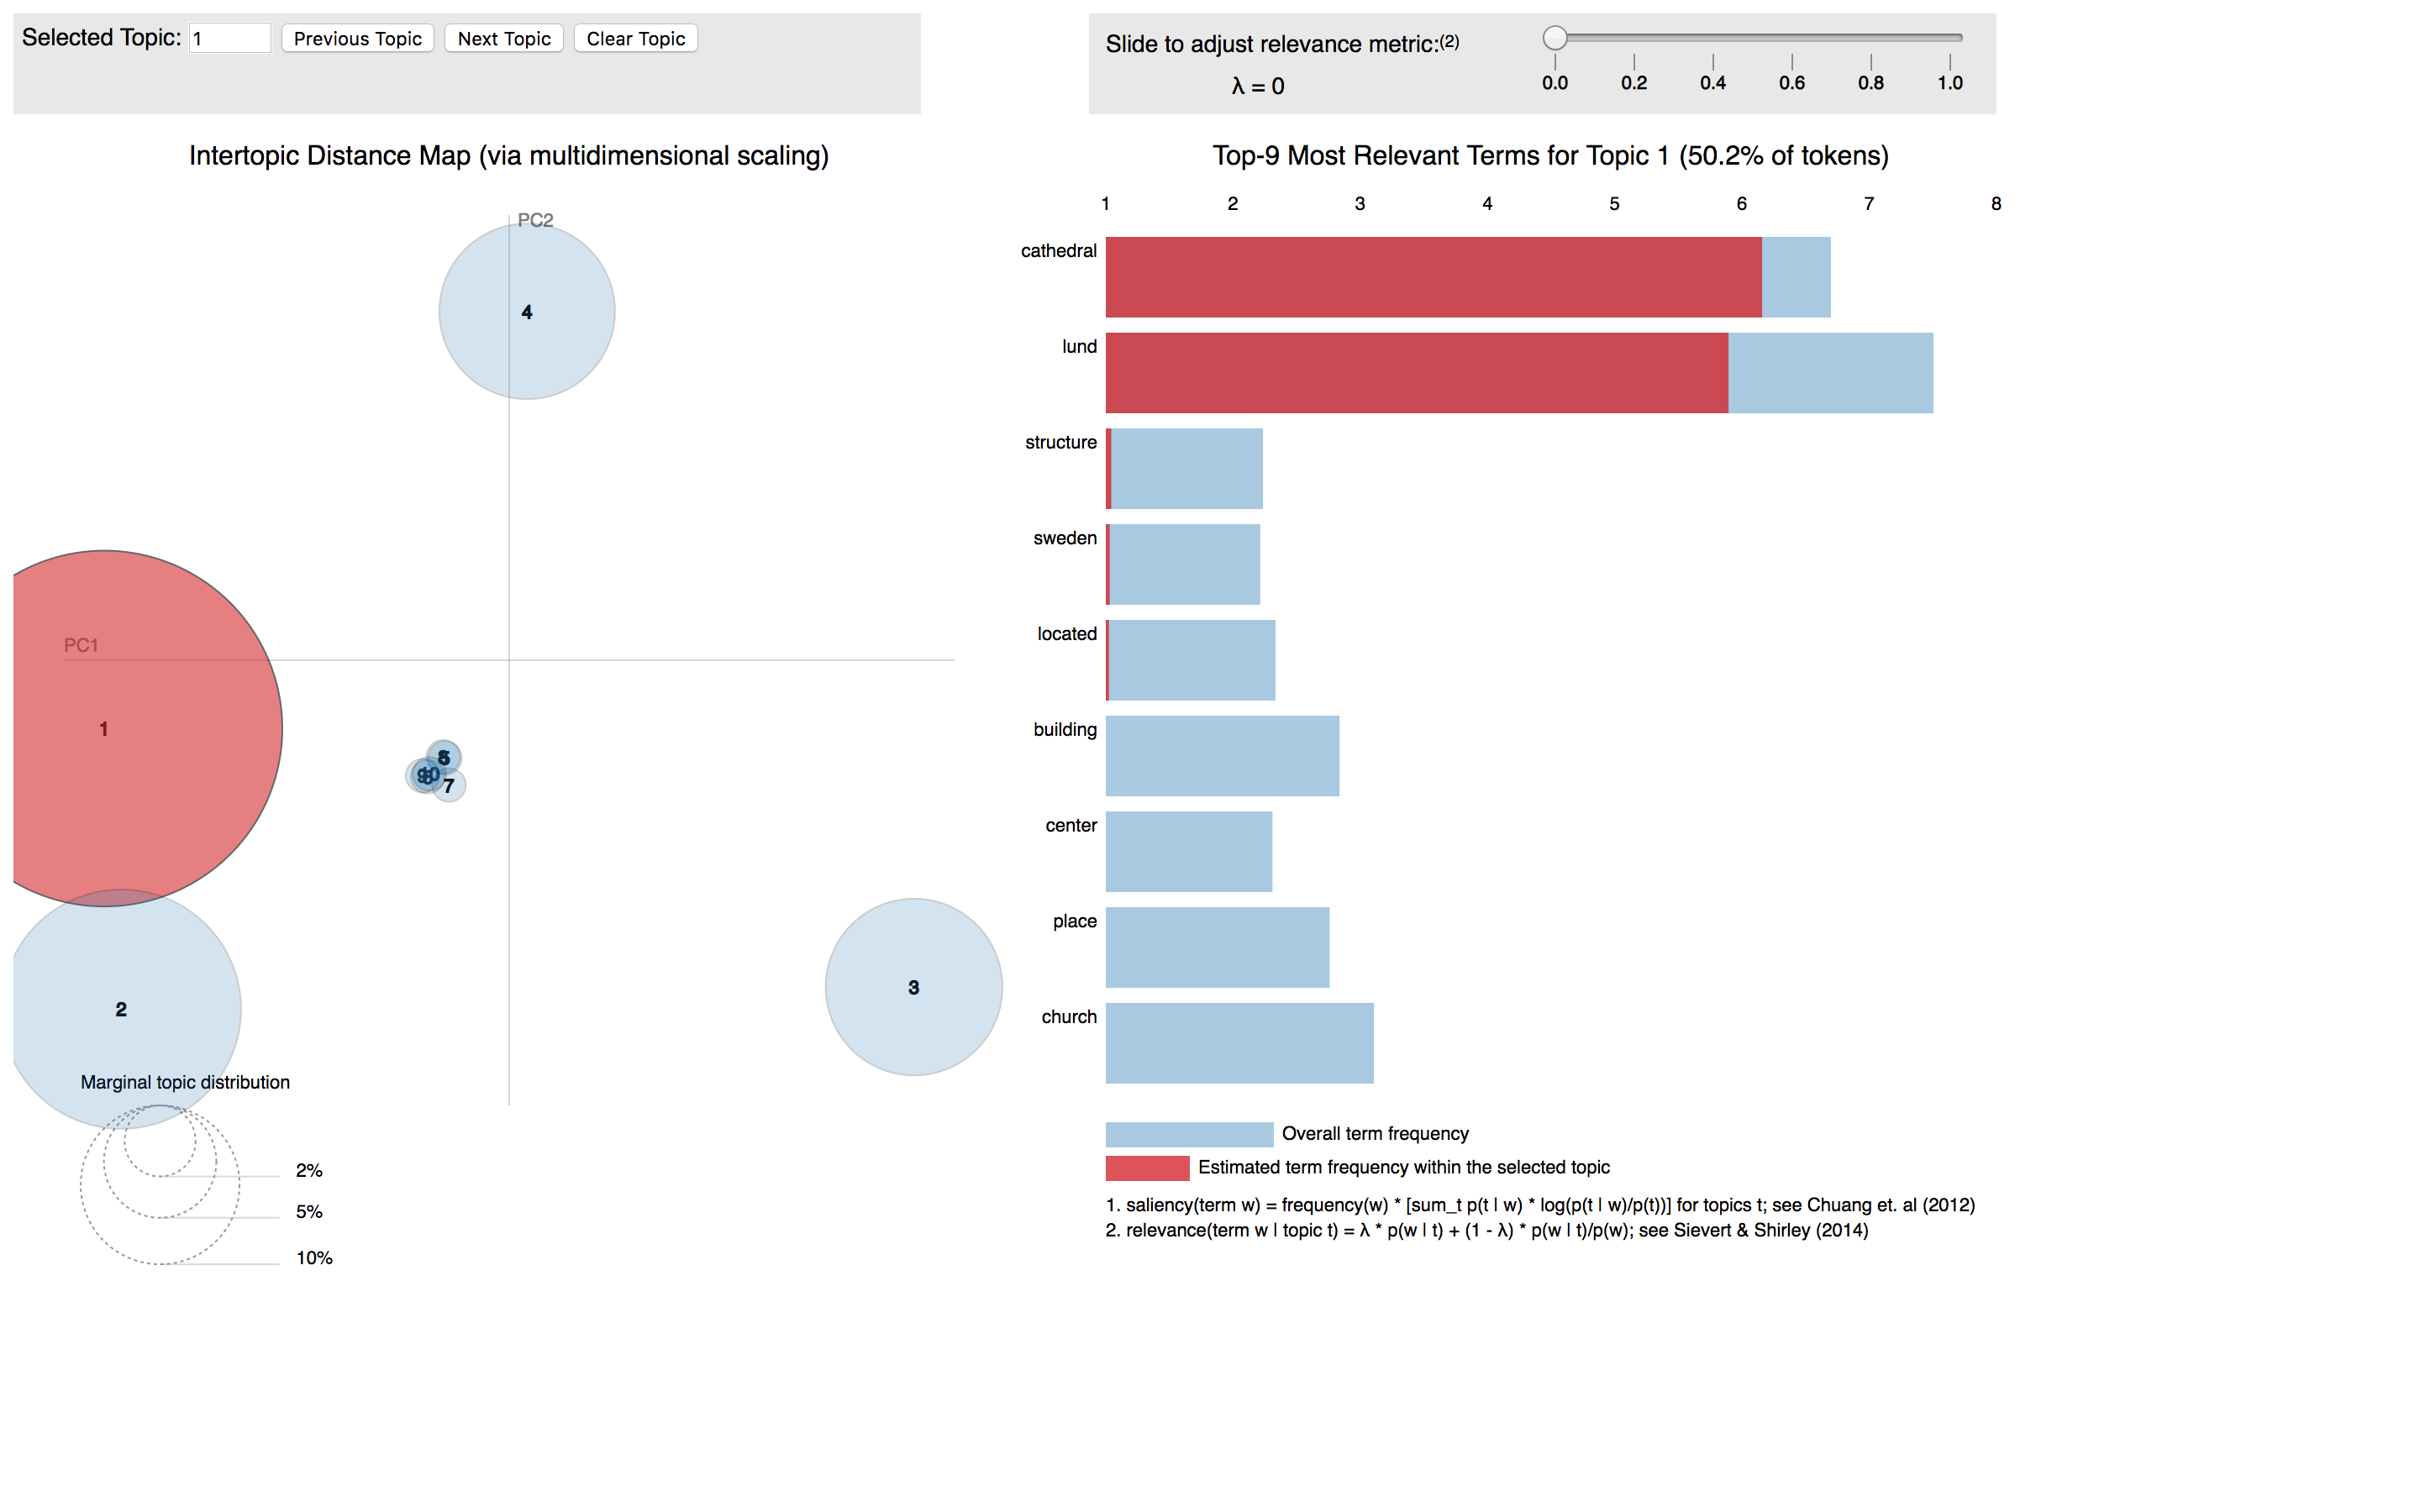 Selected Topic: 1 Previous Topic Next Topic Clear Topic
Slide to adjust relevance metric:(2)
λ = 0
0.0 0.2 0.4 0.6 0.8 1.0
Intertopic Distance Map (via multidimensional scaling)
PC2
4
PC1
1
7
3
2
Marginal topic distribution
2%
5%
10%
Top-9 Most Relevant Terms for Topic 1 (50.2% of tokens)
1 2 3 4 5 6 7 8
cathedral
lund
structure
sweden
located
building
center
place
church
Overall term frequency
Estimated term frequency within the selected topic
1. saliency(term w) = frequency(w) * [sum_t p(t | w) * log(p(t | w)/p(t))] for topics t; see Chuang et. al (2012)
2. relevance(term w | topic t) = λ * p(w | t) + (1 - λ) * p(w | t)/p(w); see Sievert & Shirley (2014)